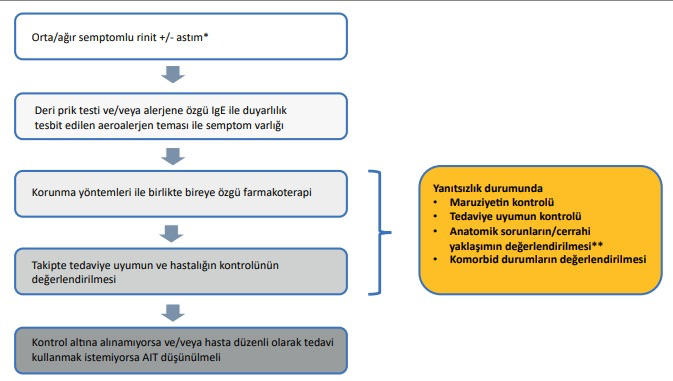 Orta/ağır semptomlu rinit +/- astım*
Deri prik testi ve/veya alerjene özgü IgE ile duyarlılık
tesbit edilen aeroalerjen teması ile semptom varlığı
Korunma yöntemleri ile birlikte bireye özgü farmakoterapi
Takipte tedaviye uyumun ve hastalığın kontrolünün
değerlendirilmesi
Kontrol altına alınamıyorsa ve/veya hasta düzenli olarak tedavi
kullanmak istemiyorsa AIT düşünülmeli
Yanıtsızlık durumunda
• Maruziyetin kontrolü
• Tedaviye uyumun kontrolü
• Anatomik sorunların/cerrahi
yaklaşımın değerlendirilmesi**
• Komorbid durumların değerlendirilmesi